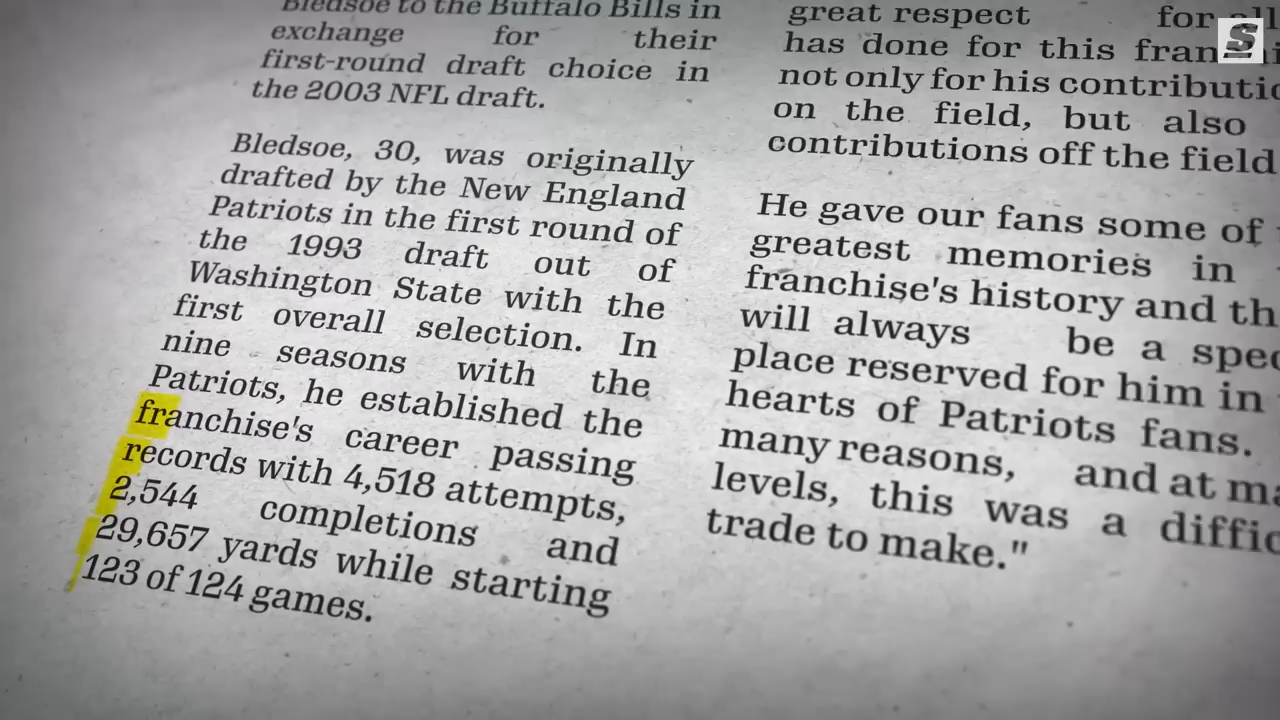 Bledsoe to the Buffalo Bills in
exchange for their
first-round draft choice in
the 2003 NFL draft.
Bledsoe, 30, was originally
drafted by the New England
Patriots in the first round of
the 1993 draft out of
Washington State with the
first overall selection. In
nine seasons with the
Patriots, he established the
franchise's career passing
records with 4,518 attempts,
2,544 completions and
29,657 yards while starting
123 of 124 games.
great respect for all
has done for this
not only for his
on the field, but also
contributions off the field
He gave our fans some of
greatest memories in
franchise's history and
will always be a
place reserved for him in
hearts of Patriots fans.
many reasons, and at
levels, this was a
trade to make."
S